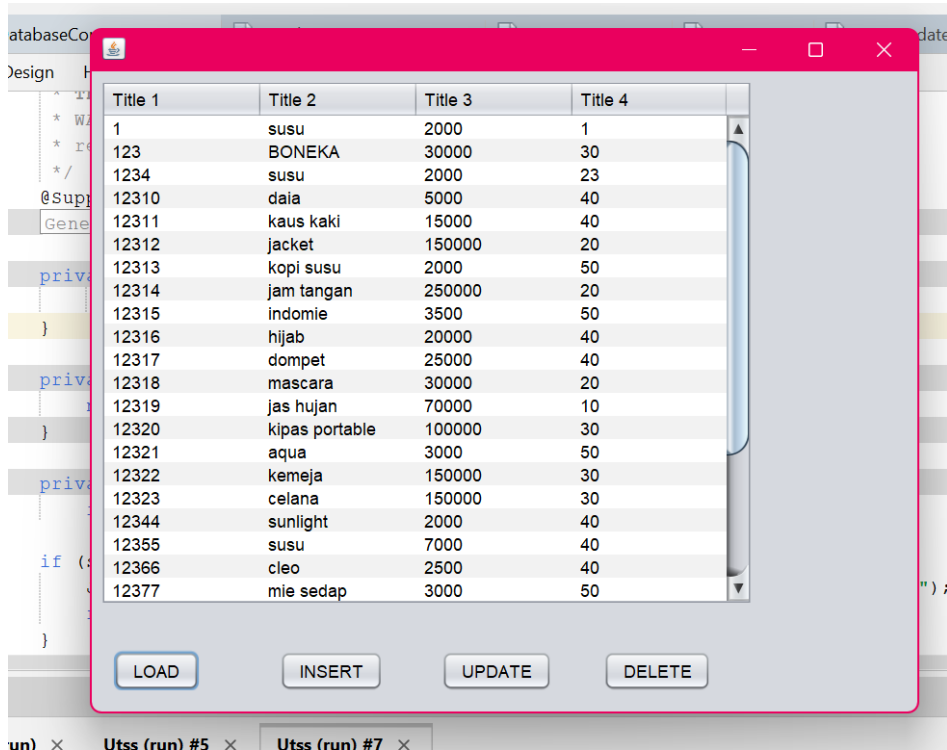 Design
* WA
* re
*/
@Supp
Gene
priva
}
priva
}
priva
if (s
}
Title 1 Title 2 Title 3 Title 4
1 susu 2000 1
123 BONEKA 30000 30
1234 susu 2000 23
12310 daia 5000 40
12311 kaus kaki 15000 40
12312 jacket 150000 20
12313 kopi susu 2000 50
12314 jam tangan 250000 20
12315 indomie 3500 50
12316 hijab 20000 40
12317 dompet 25000 40
12318 mascara 30000 20
12319 jas hujan 70000 10
12320 kipas portable 100000 30
12321 aqua 3000 50
12322 kemeja 150000 30
12323 celana 150000 30
12344 sunlight 2000 40
12355 susu 7000 40
12366 cleo 2500 40
12377 mie sedap 3000 50
");
LOAD INSERT UPDATE DELETE
un) × Utss (run) #5 × Utss (run) #7 ×